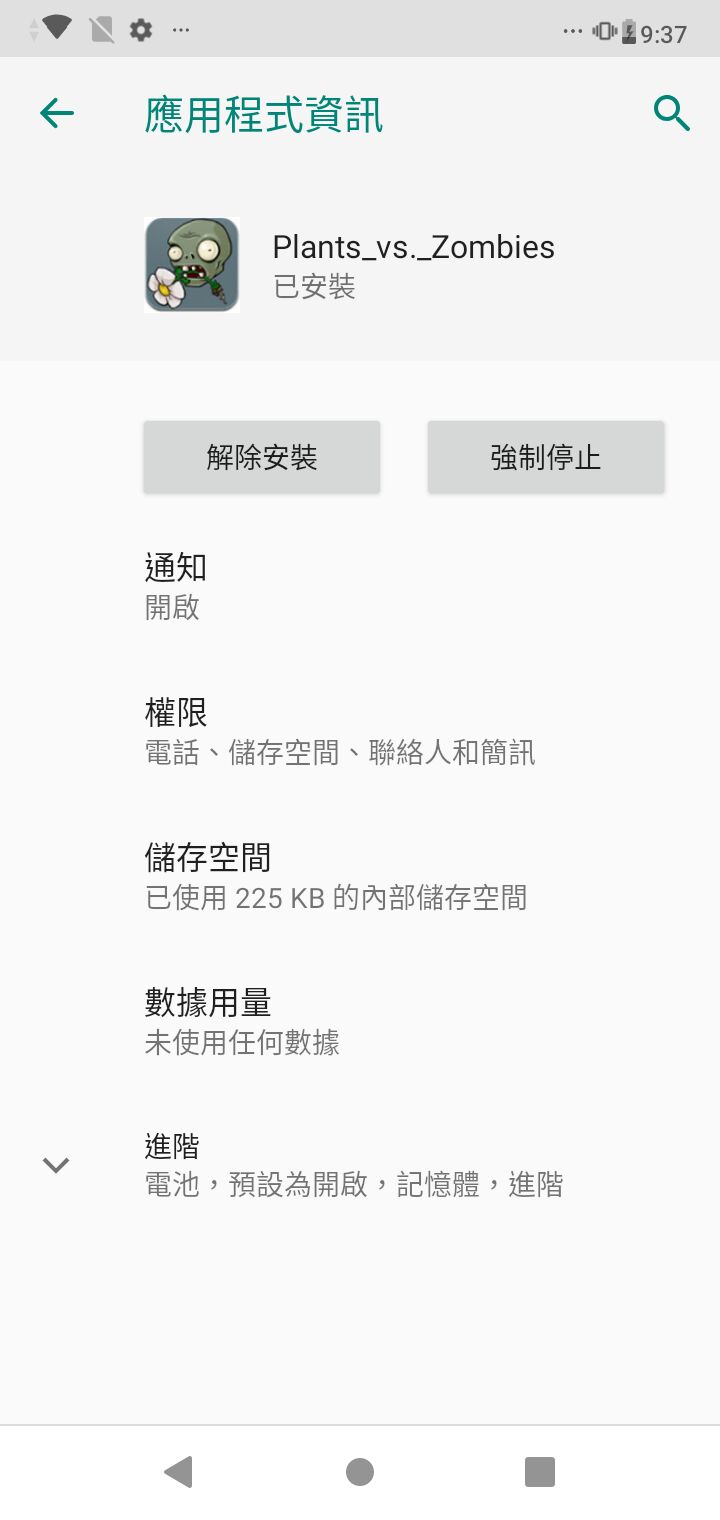 9:37
應用程式資訊
Plants_vs._Zombies
已安裝
解除安裝
強制停止
通知
開啟
權限
電話、儲存空間、聯絡人和簡訊
儲存空間
已使用 225 KB 的內部儲存空間
數據用量
未使用任何數據
進階
電池，預設為開啟，記憶體，進階